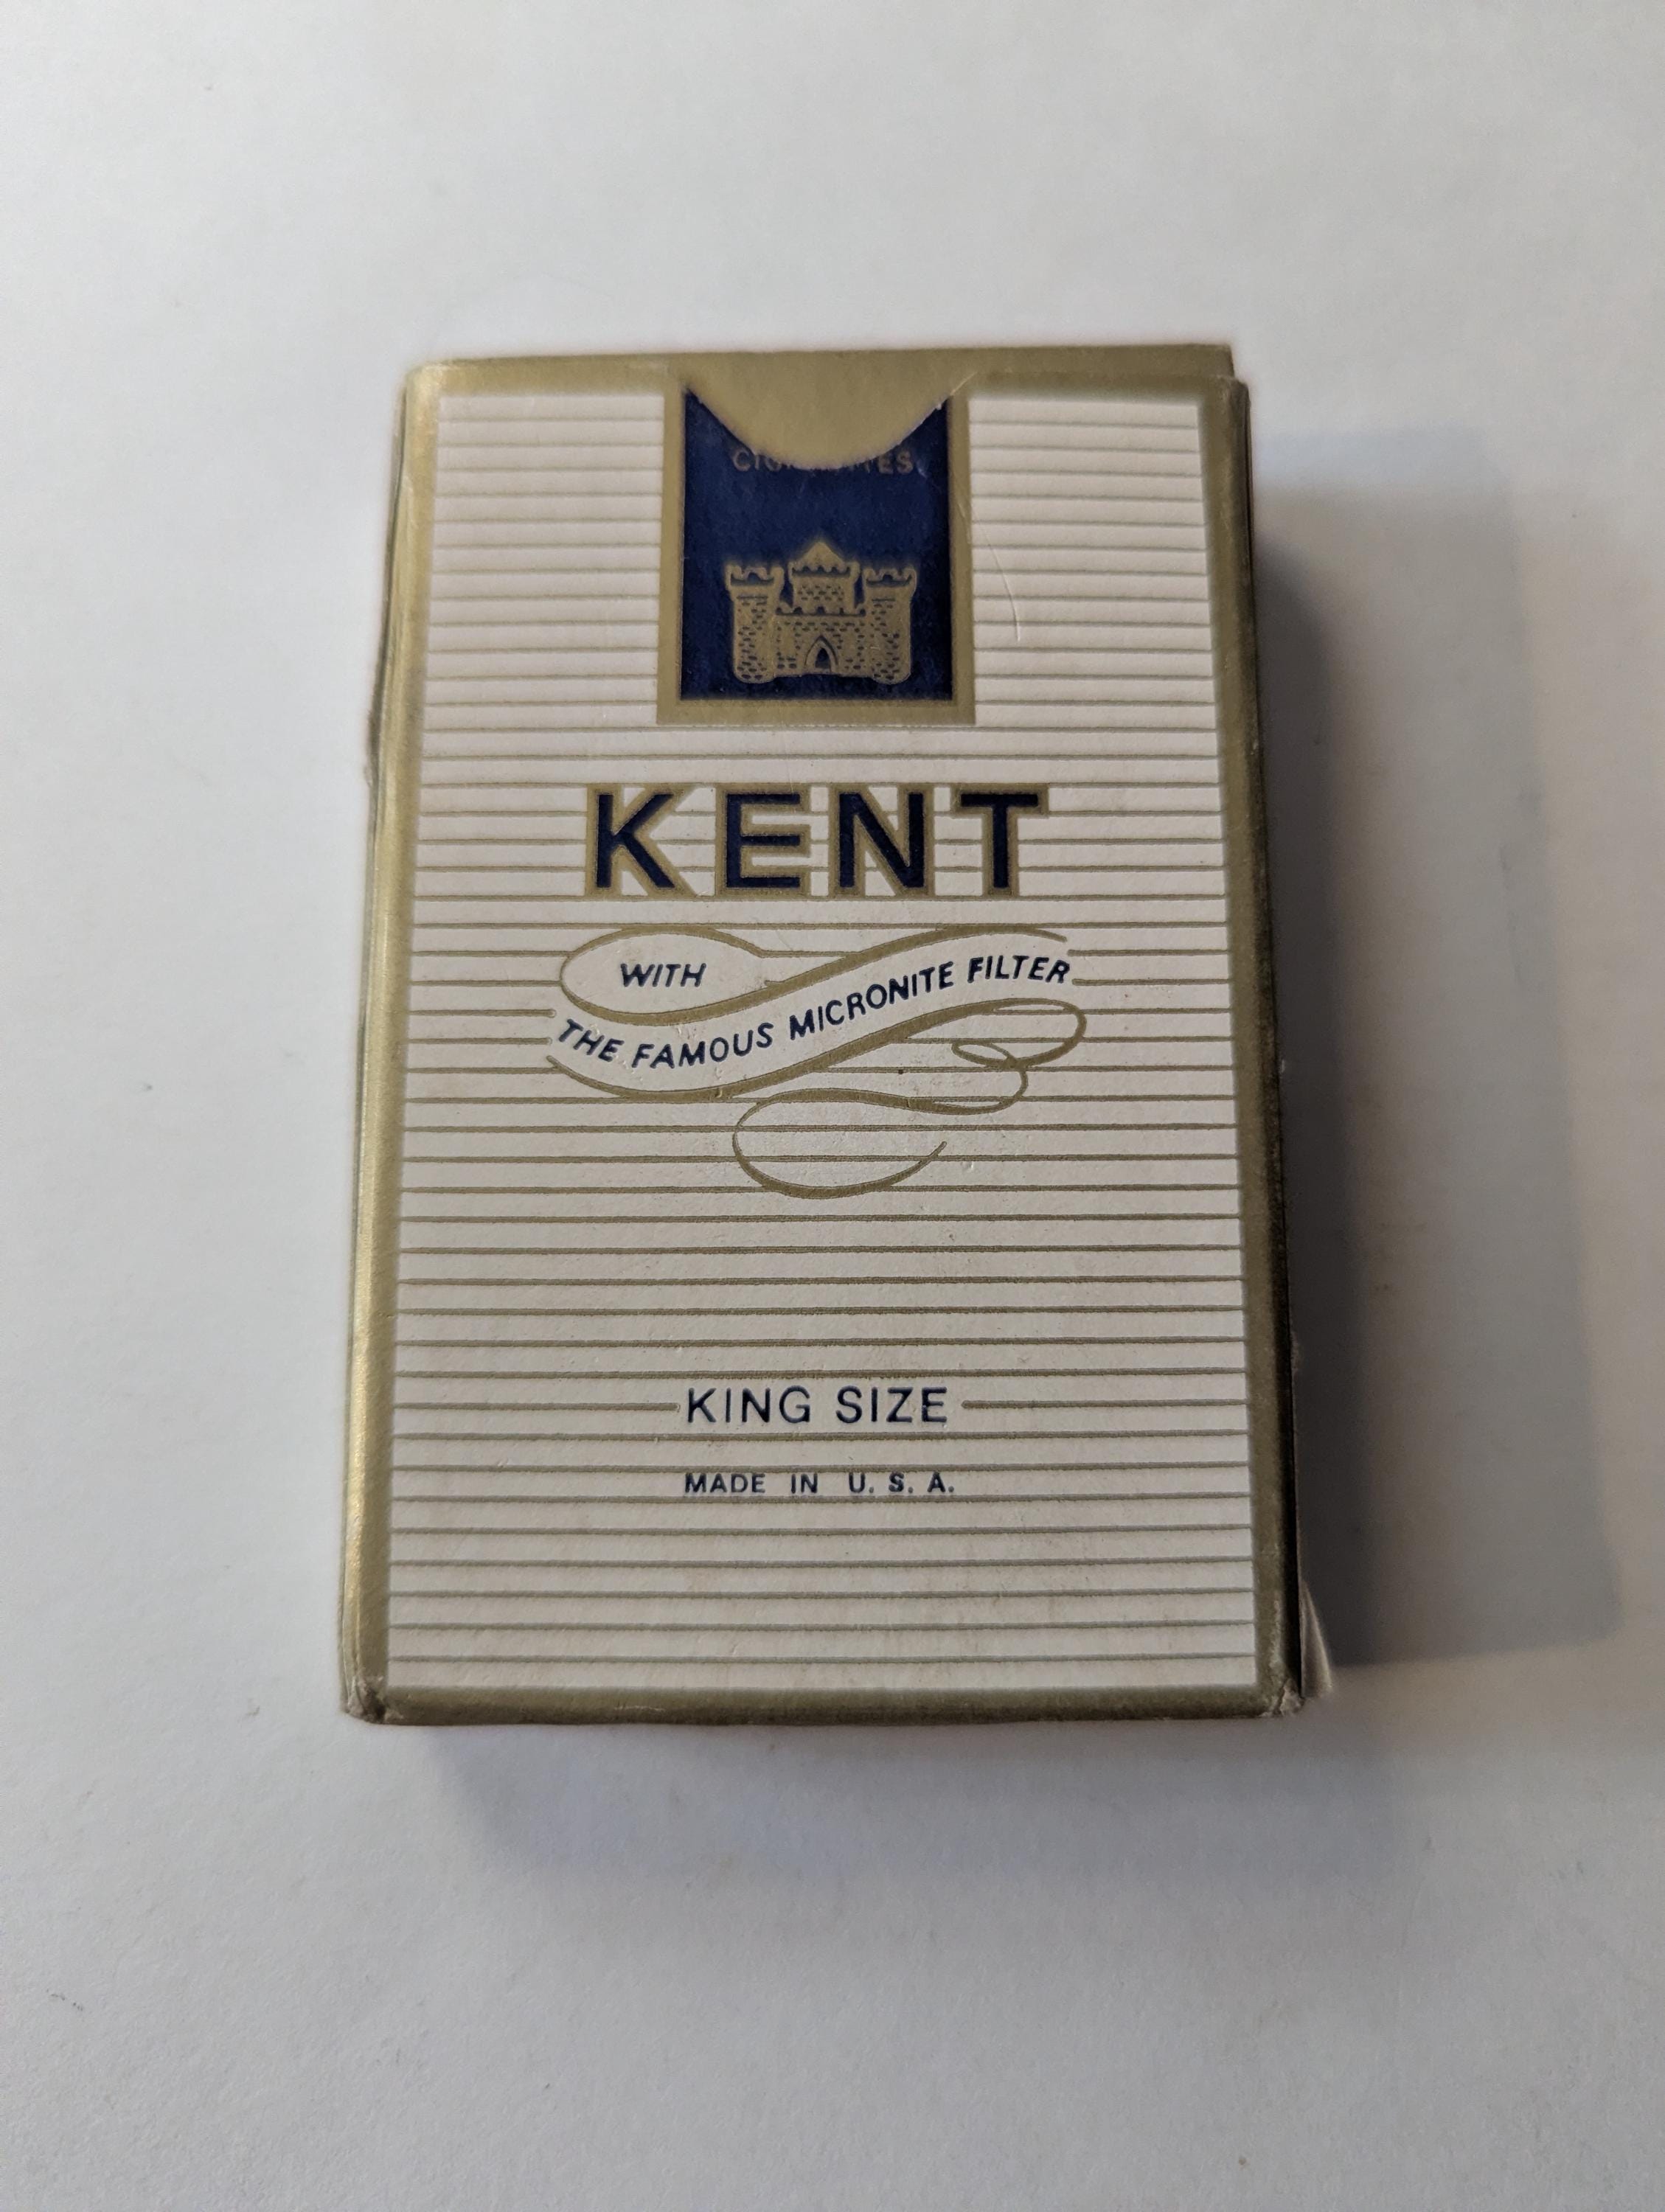 KENT
WITH
THE FAMOUS MICRONITE FILTER
KING SIZE
MADE IN U. S. A.